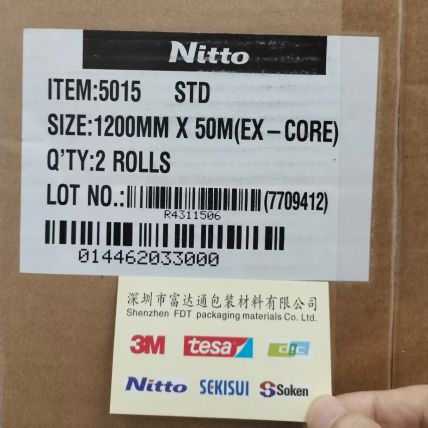 Nitto
ITEM:5015 STD
SIZE:1200MM X 50M(EX-CORE)
Q'TY:2 ROLLS
LOT NO.: (7709412)
R4311506
014462033000
深圳市富达通包装材料有限公司
Shenzhen FDT packaging materials Co. Ltd.
3M tesa dic
Nitto SEKISUI Soken